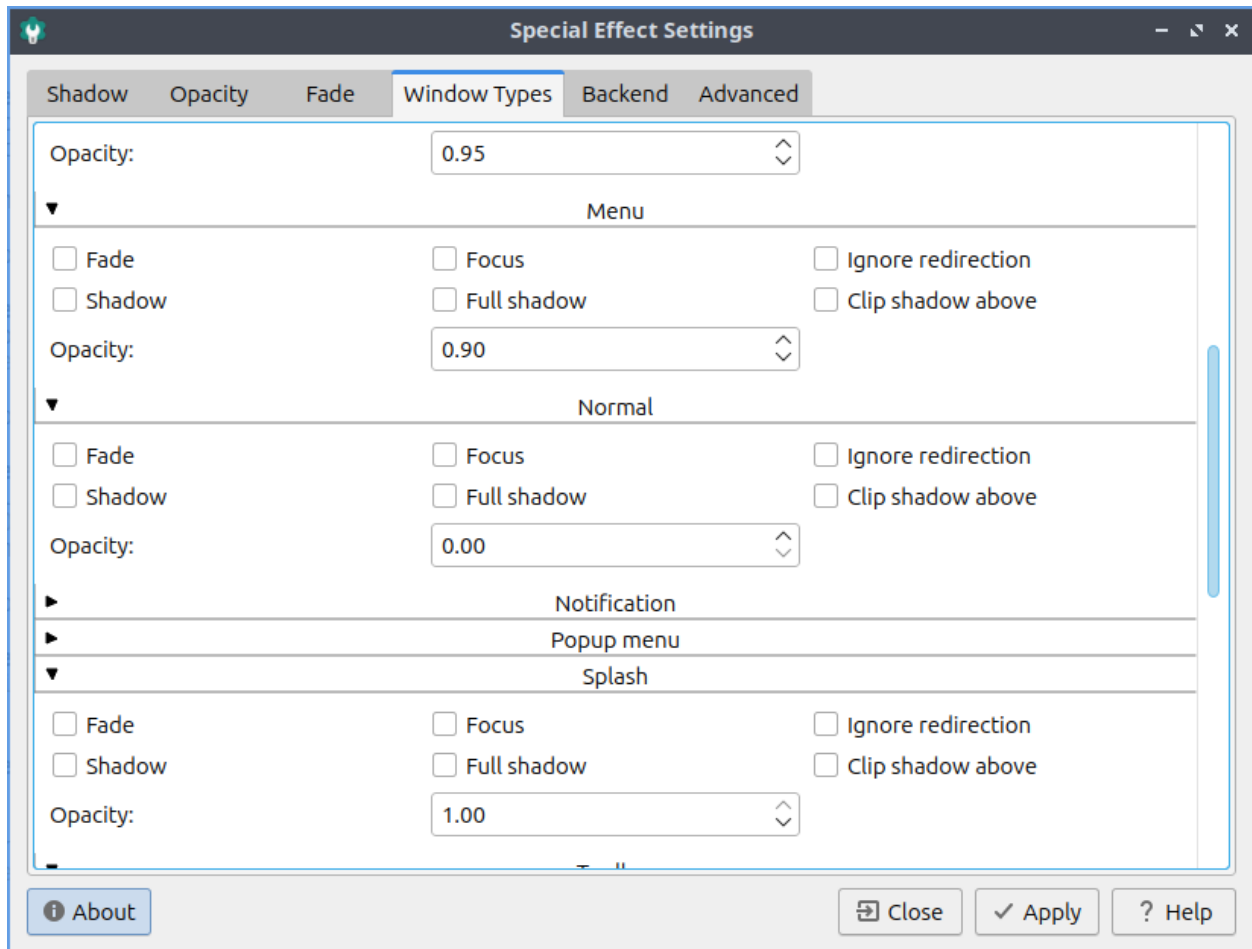 Special Effect Settings
Shadow Opacity Fade Window Types Backend Advanced
Opacity: 0.95
Menu
Fade Focus Ignore redirection
Shadow Full shadow Clip shadow above
Opacity: 0.90
Normal
Fade Focus Ignore redirection
Shadow Full shadow Clip shadow above
Opacity: 0.00
Notification
Popup menu
Splash
Fade Focus Ignore redirection
Shadow Full shadow Clip shadow above
Opacity: 1.00
About Close Apply ? Help